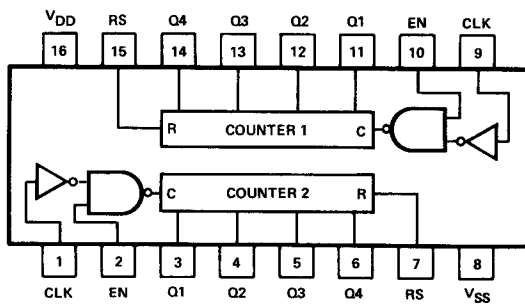 VDD RS Q4 Q3 Q2 Q1 EN CLK
16 15 14 13 12 11 10 9
R COUNTER 1 C
C COUNTER 2 R
1 2 3 4 5 6 7 8
CLK EN Q1 Q2 Q3 Q4 RS VSS